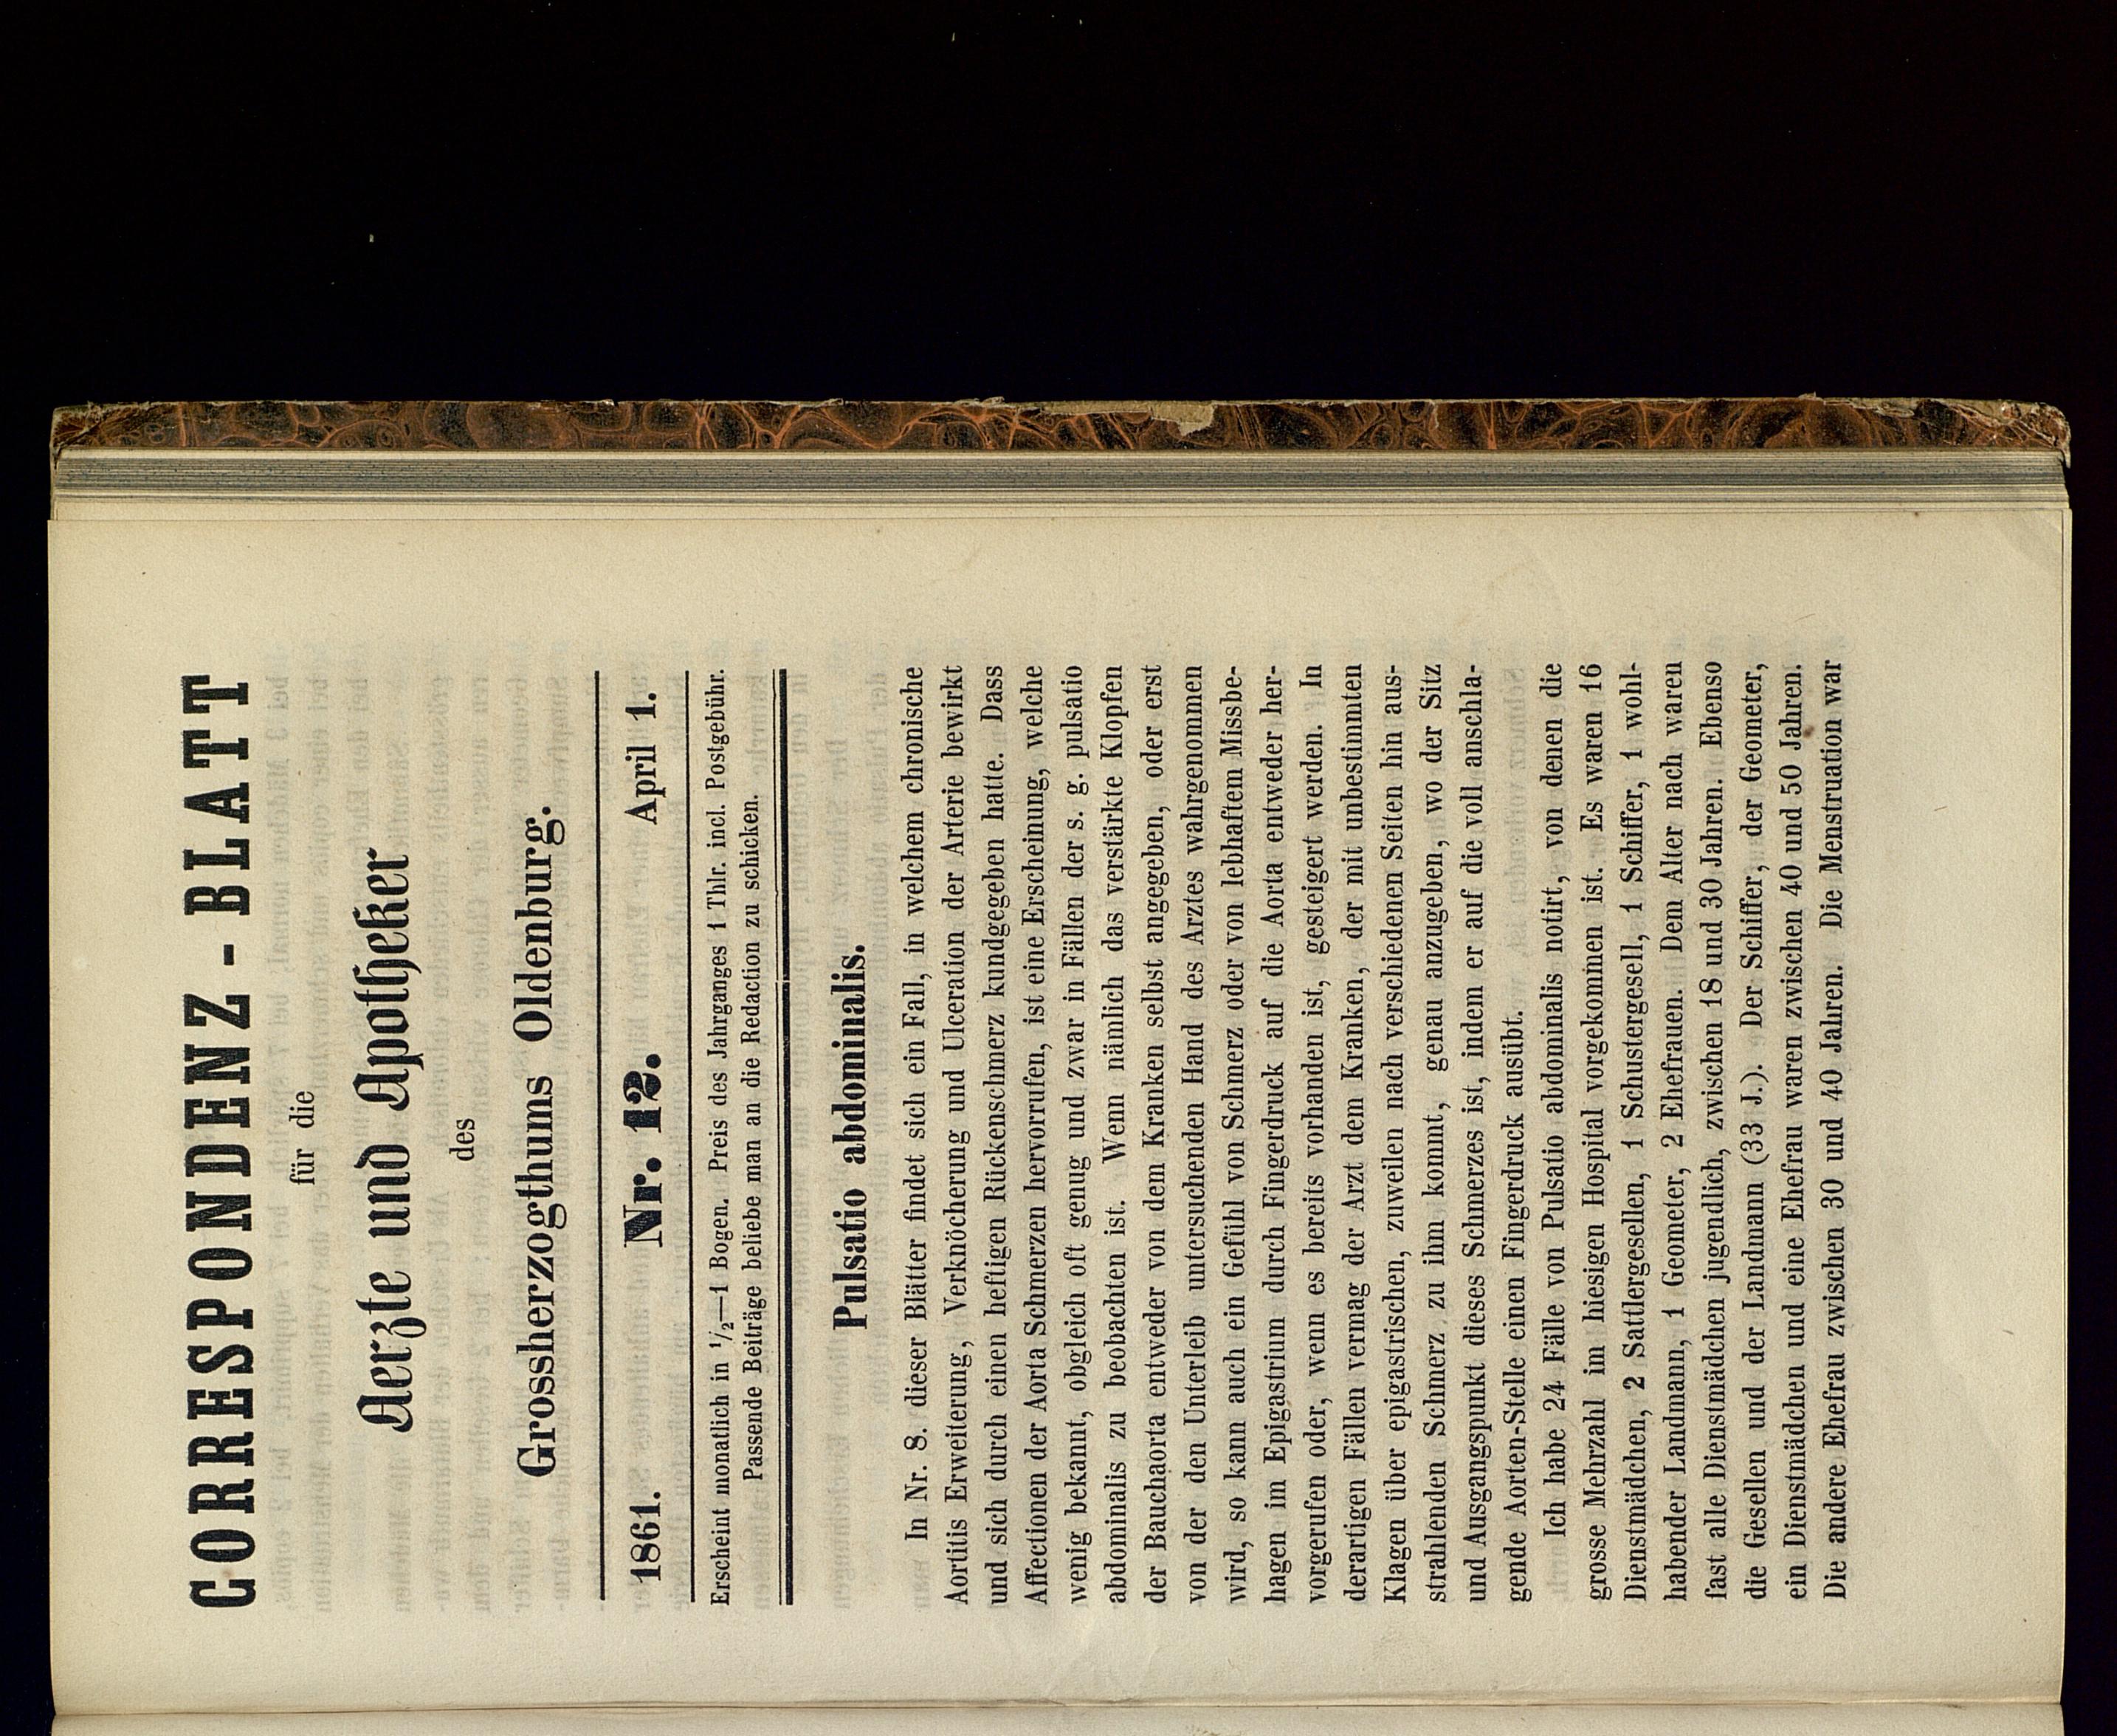 CORRESPONDENZ-BLATT
für die
Aerzte und Apotheker
des
Grossherzogthums Oldenburg.
1861. Nr. 12. April 1.
Erscheint monatlich in 1/2—1 Bogen. Preis des Jahrganges 1 Thlr. incl. Postgebühr.
Passende Beiträge beliebe man an die Redaction zu schicken.
Pulsatio abdominalis.
In Nr. 8. dieser Blätter findet sich ein Fall, in welchem chronische
Aortitis Erweiterung, Verknöcherung und Ulceration der Arterie bewirkt
und sich durch einen heftigen Rückenschmerz kundgegeben hatte. Dass
Affectionen der Aorta Schmerzen hervorrufen, ist eine Erscheinung, welche
wenig bekannt, obgleich oft genug und zwar in Fällen der s. g. pulsatio
abdominalis zu beobachten ist. Wenn nämlich das verstärkte Klopfen
der Bauchaorta entweder von dem Kranken selbst angegeben, oder erst
von der den Unterleib untersuchenden Hand des Arztes wahrgenommen
wird, so kann auch ein Gefühl von Schmerz oder von lebhaftem Missbe-
hagen im Epigastrium durch Fingerdruck auf die Aorta entweder her-
vorgerufen oder, wenn es bereits vorhanden ist, gesteigert werden. In
derartigen Fällen vermag der Arzt dem Kranken, der mit unbestimmten
Klagen über epigastrischen, zuweilen nach verschiedenen Seiten hin aus-
strahlenden Schmerz zu ihm kommt, genau anzugeben, wo der Sitz
und Ausgangspunkt dieses Schmerzes ist, indem er auf die voll anschla-
gende Aorten-Stelle einen Fingerdruck ausübt.
Ich habe 24 Fälle von Pulsatio abdominalis notirt, von denen die
grosse Mehrzahl im hiesigen Hospital vorgekommen ist. Es waren 16
Dienstmädchen, 2 Sattlergesellen, 1 Schustergesell, 1 Schiffer, 1 wohl-
habender Landmann, 1 Geometer, 2 Ehefrauen. Dem Alter nach waren
fast alle Dienstmädchen jugendlich, zwischen 18 und 30 Jahren. Ebenso
die Gesellen und der Landmann (33 J.). Der Schiffer, der Geometer,
ein Dienstmädchen und eine Ehefrau waren zwischen 40 und 50 Jahren.
Die andere Ehefrau zwischen 30 und 40 Jahren. Die Menstruation war